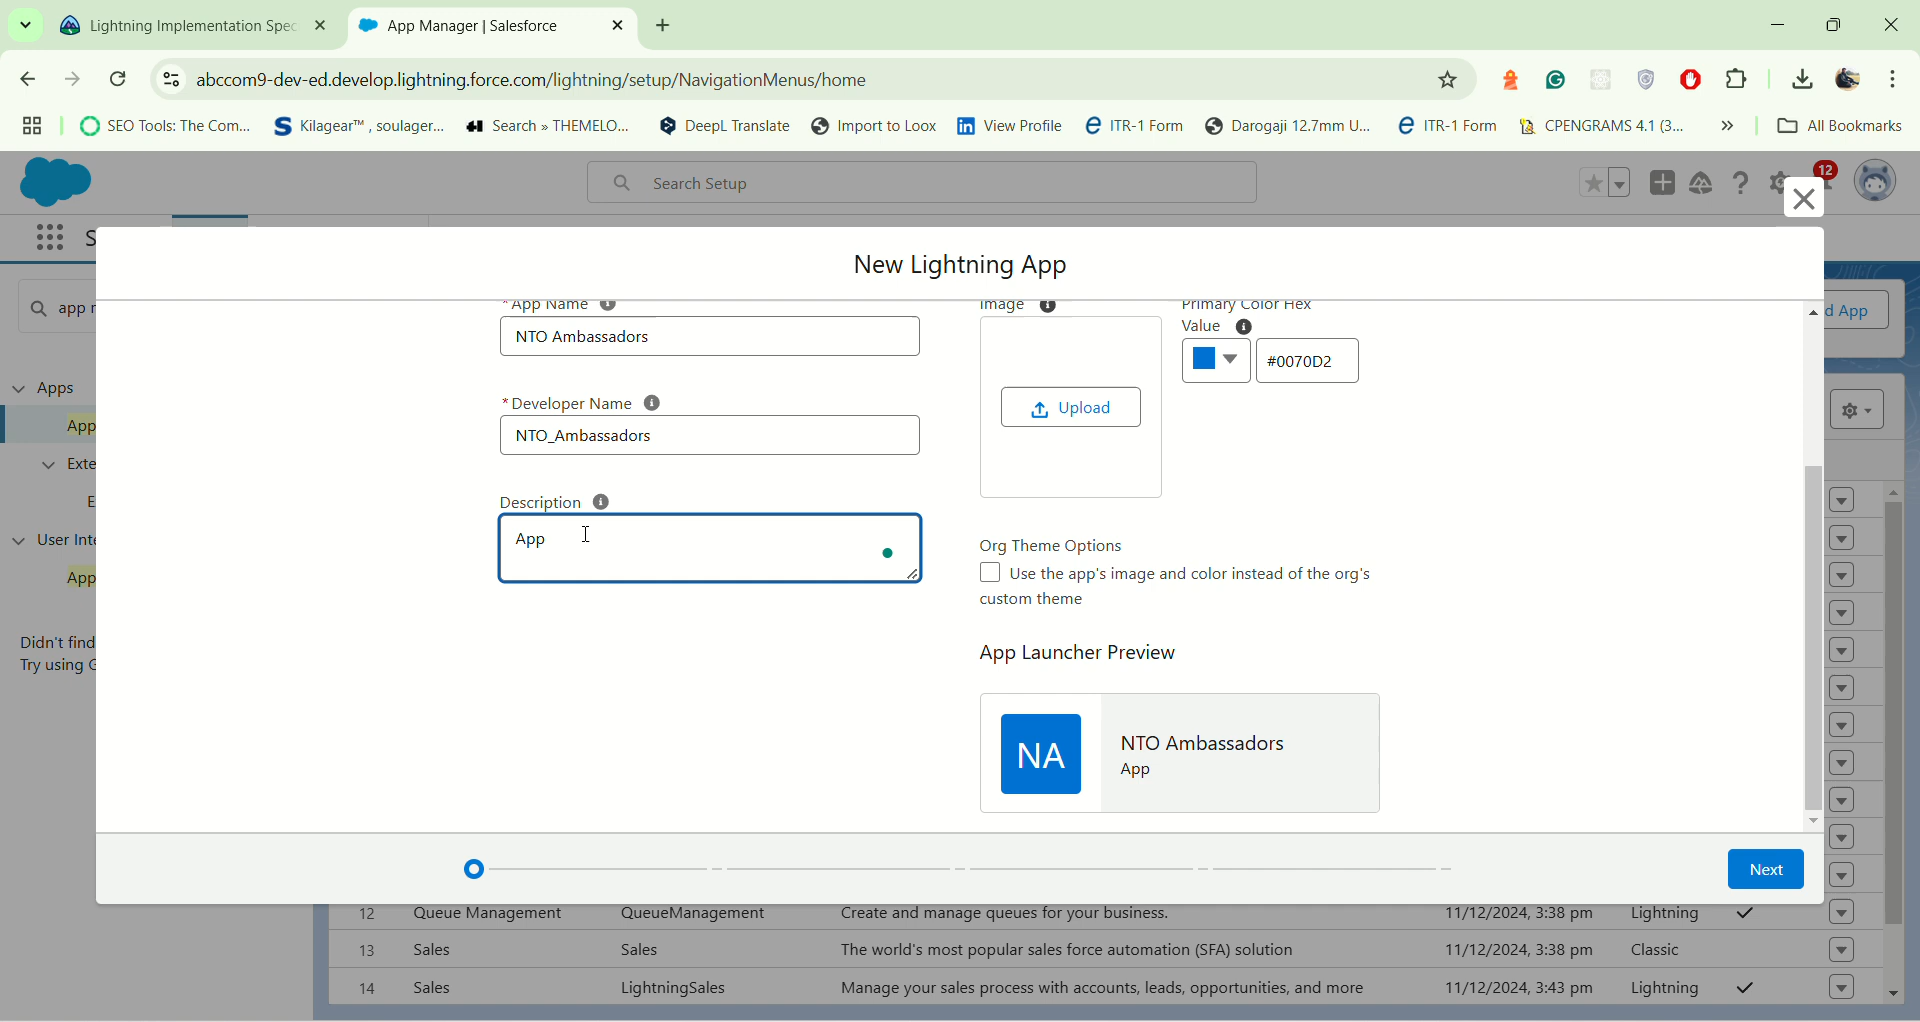 Lightning Implementation Spec
App Manager | Salesforce
abccom9-dev-ed.develop.lightning.force.com/lightning/setup/NavigationMenus/home
SEO Tools: The Com...
Kilagear™ , soulager...
Search » THEMELO...
DeepL Translate
Import to Loox
View Profile
ITR-1 Form
Darogaji 12.7mm U...
ITR-1 Form
CPENGRAMS 4.1 (3...
»
All Bookmarks
Search Setup
12
S
New Lightning App
app
d App
* App Name
NTO Ambassadors
Image
Primary Color Hex
Value
#0070D2
Upload
Apps
App
Exte
E
User Inte
App
Didn't find
Try using G
* Developer Name
NTO_Ambassadors
Description
App
Org Theme Options
Use the app's image and color instead of the org's
custom theme
App Launcher Preview
NA
NTO Ambassadors
App
Next
12 Queue Management QueueManagement Create and manage queues for your business. 11/12/2024, 3:38 pm Lightning
13 Sales Sales The world's most popular sales force automation (SFA) solution 11/12/2024, 3:38 pm Classic
14 Sales LightningSales Manage your sales process with accounts, leads, opportunities, and more 11/12/2024, 3:43 pm Lightning